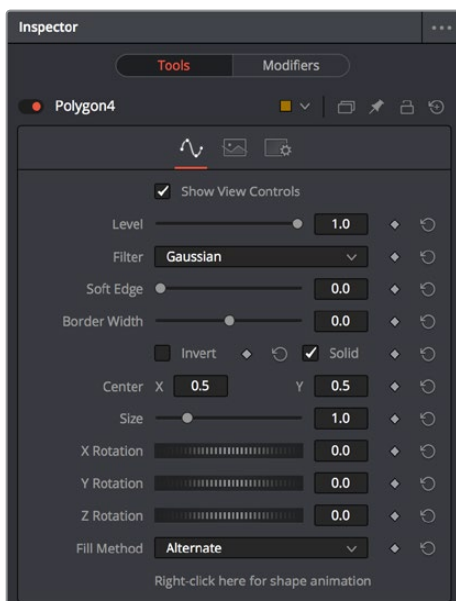 Inspector
Tools Modifiers
Polygon4
Show View Controls
Level 1.0
Filter Gaussian
Soft Edge 0.0
Border Width 0.0
Invert Solid
Center X 0.5 Y 0.5
Size 1.0
X Rotation 0.0
Y Rotation 0.0
Z Rotation 0.0
Fill Method Alternate
Right-click here for shape animation